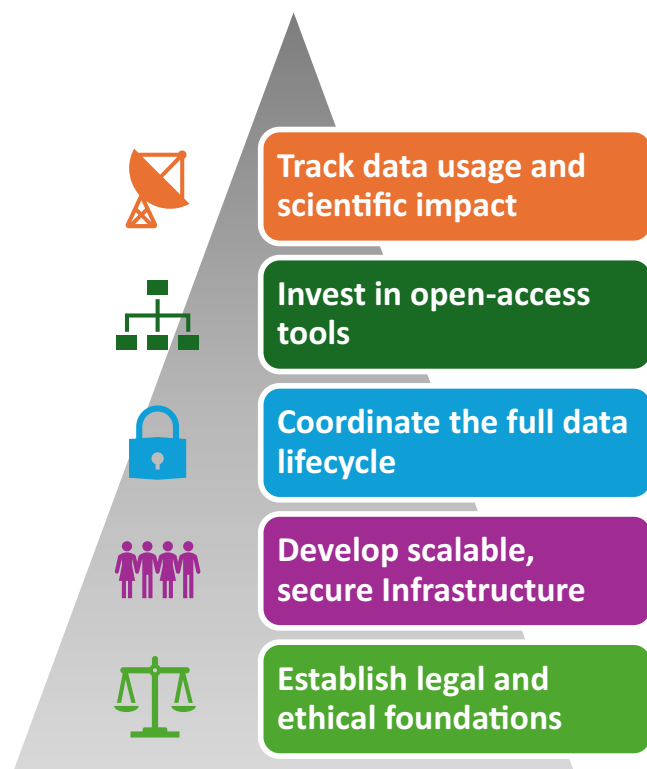 Track data usage and
scientific impact
Invest in open-access
tools
Coordinate the full data
lifecycle
Develop scalable,
secure Infrastructure
Establish legal and
ethical foundations